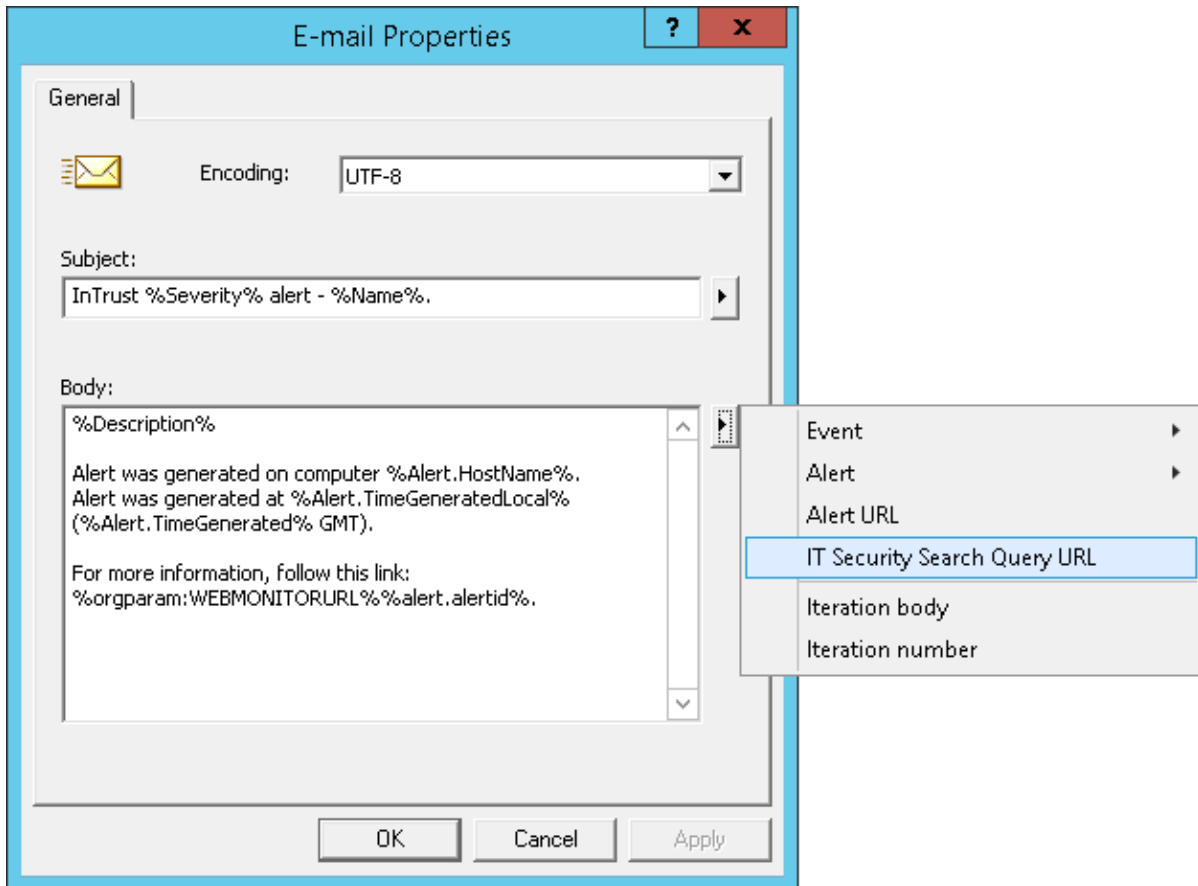 E-mail Properties
?
x
General
Encoding:
UTF-8
Subject:
InTrust %Severity% alert - %Name%.
Body:
%Description%
Alert was generated on computer %Alert.HostName%.
Alert was generated at %Alert.TimeGeneratedLocal%
(%Alert.TimeGenerated% GMT).
For more information, follow this link:
%orgparam:WEBMONITORURL%%alert.alertid%.
Event
Alert
Alert URL
IT Security Search Query URL
Iteration body
Iteration number
OK
Cancel
Apply